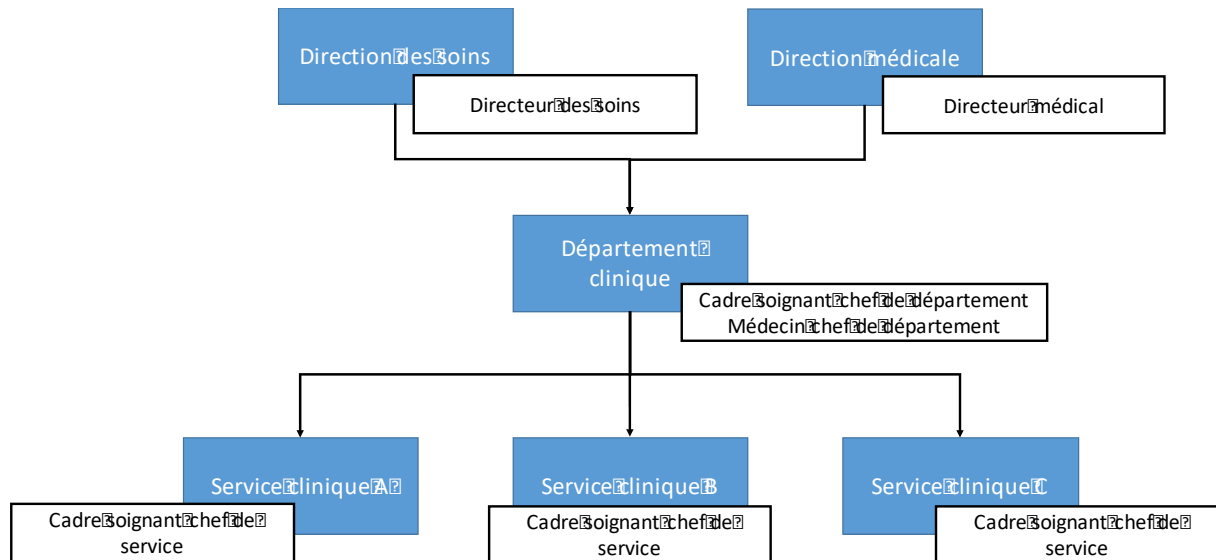 Direction des soins
Directeur des soins
Direction médicale
Directeur médical
Département
clinique
Cadre soignant chef de département
Médecin chef de département
Service clinique A
Cadre soignant chef de
service
Service clinique B
Cadre soignant chef de
service
Service clinique C
Cadre soignant chef de
service